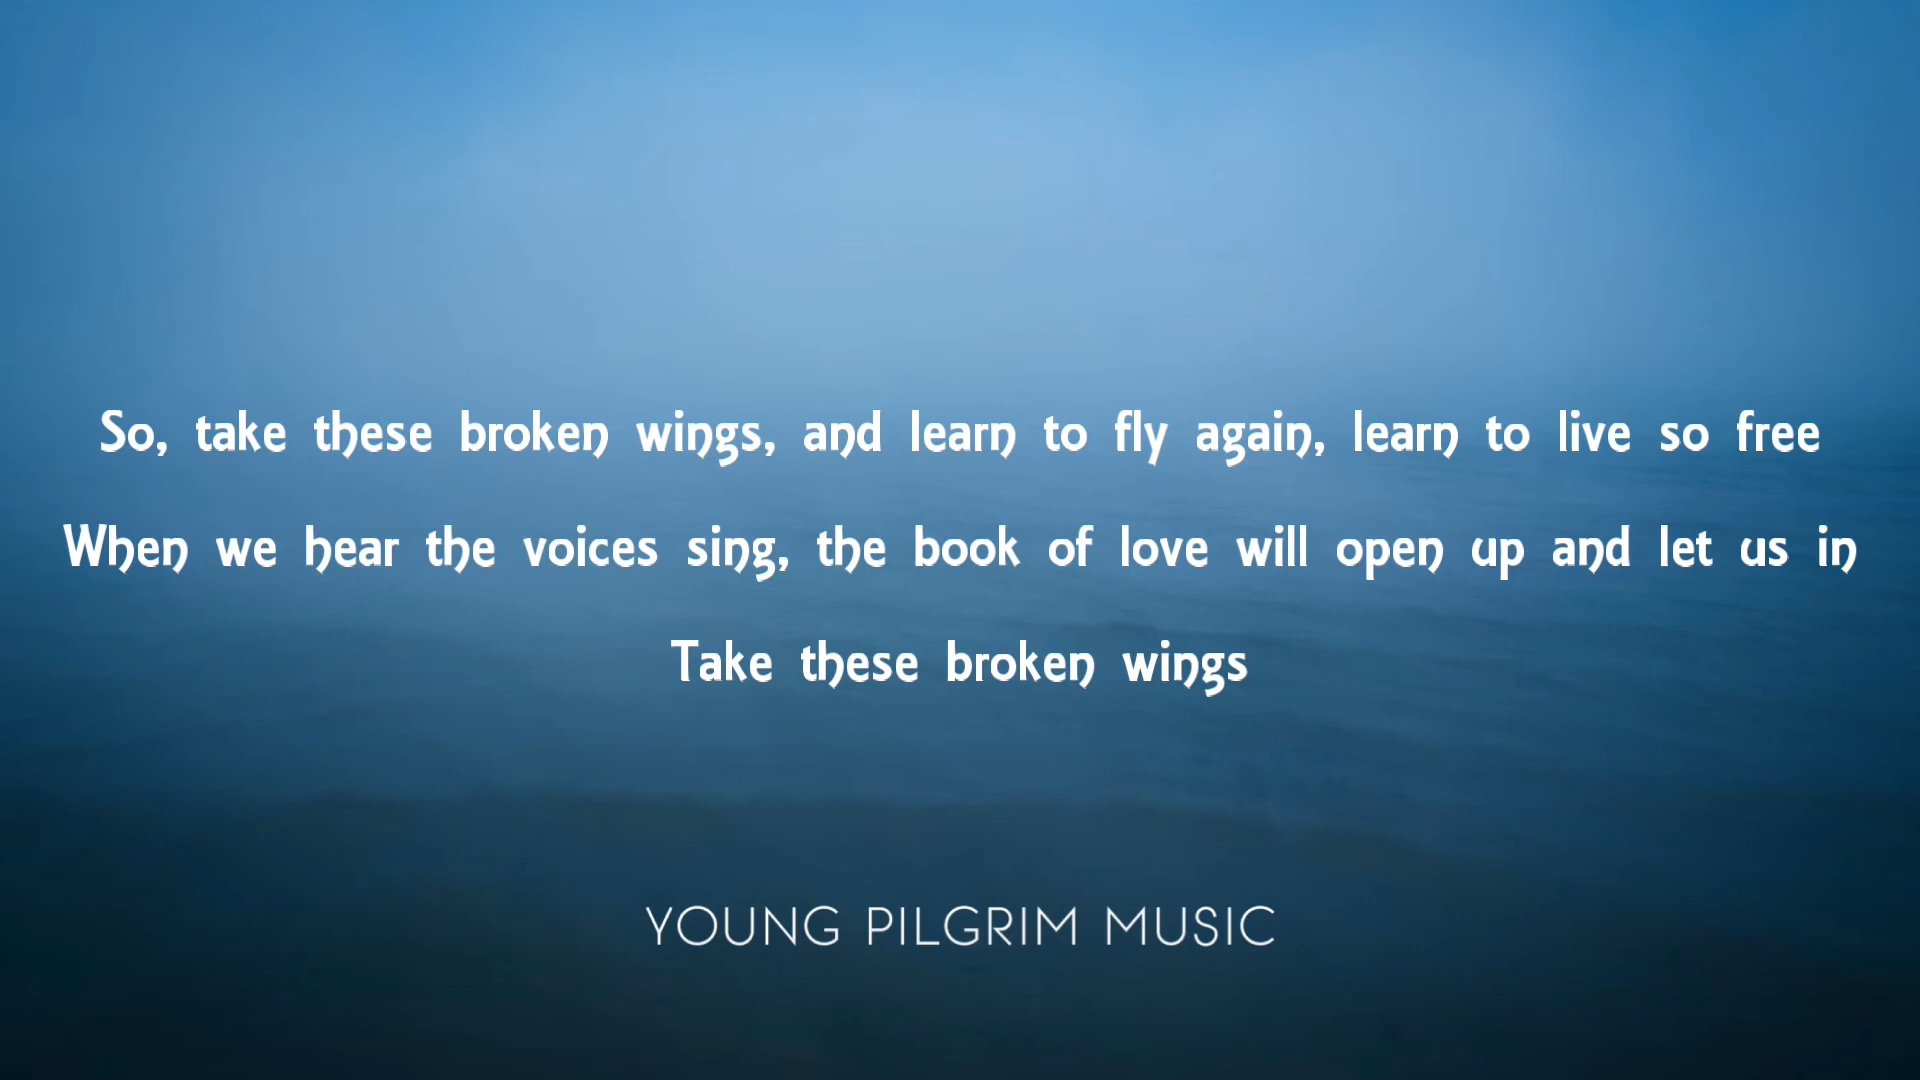 So, take these broken wings, and learn to fly again, learn to live so free
When we hear the voices sing, the book of love will open up and let us in
Take these broken wings
YOUNG PILGRIM MUSIC